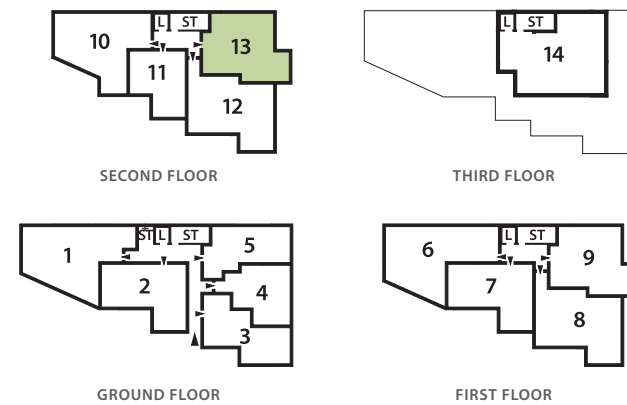 L ST
10
13
11
12
SECOND FLOOR
L ST
14
THIRD FLOOR
ST L ST
1
5
2
4
3
GROUND FLOOR
L ST
6
9
7
8
FIRST FLOOR